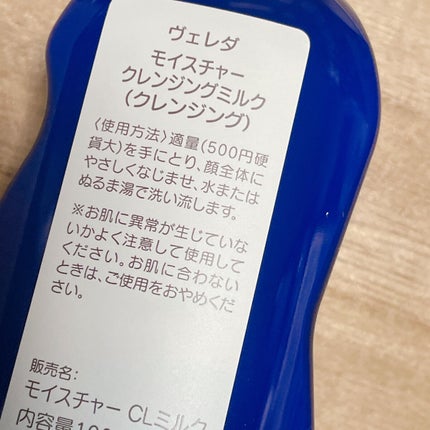 ヴェレダ
モイスチャー
クレンジングミルク
(クレンジング)
〈使用方法〉適量(500円硬
貨大)を手にとり、顔全体に
やさしくなじませ、水または
ぬるま湯で洗い流します。
※お肌に異常が生じていな
いかよく注意して使用して
ください。お肌に合わない
ときは、ご使用をおやめくだ
さい。
販売名:
モイスチャー CLミルク
内容量